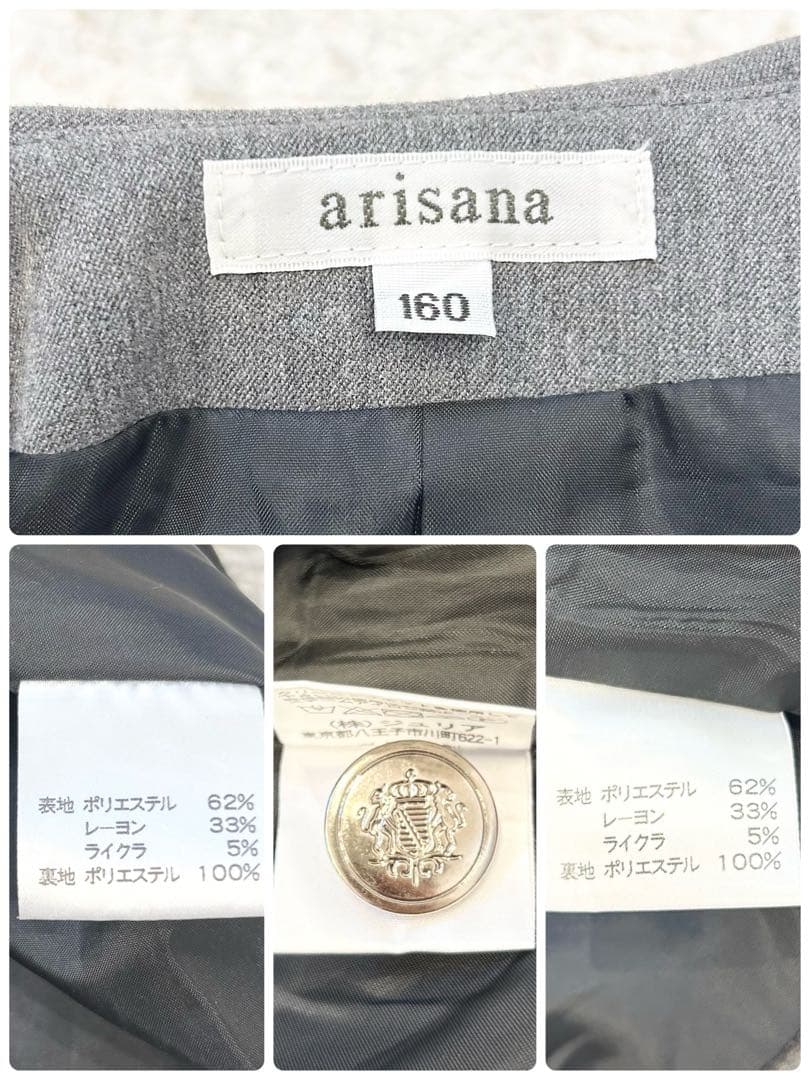 arisana
160
表地 ポリエステル 62%
レーヨン 33%
ライクラ 5%
裏地 ポリエステル 100%
(株)ジュリア
東京都八王子市川町622-1
表地 ポリエステル 62%
レーヨン 33%
ライクラ 5%
裏地 ポリエステル 100%